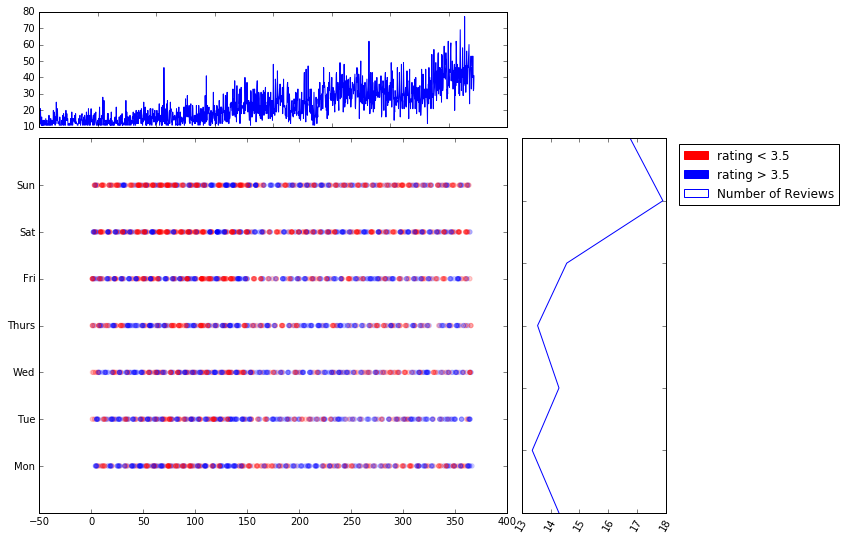 80
70
60
50
40
30
20
10
Sun
Sat
Fri
Thurs
Wed
Tue
Mon
−50 0 50 100 150 200 250 300 350 400
13 14 15 16 17 18
rating < 3.5
rating > 3.5
Number of Reviews